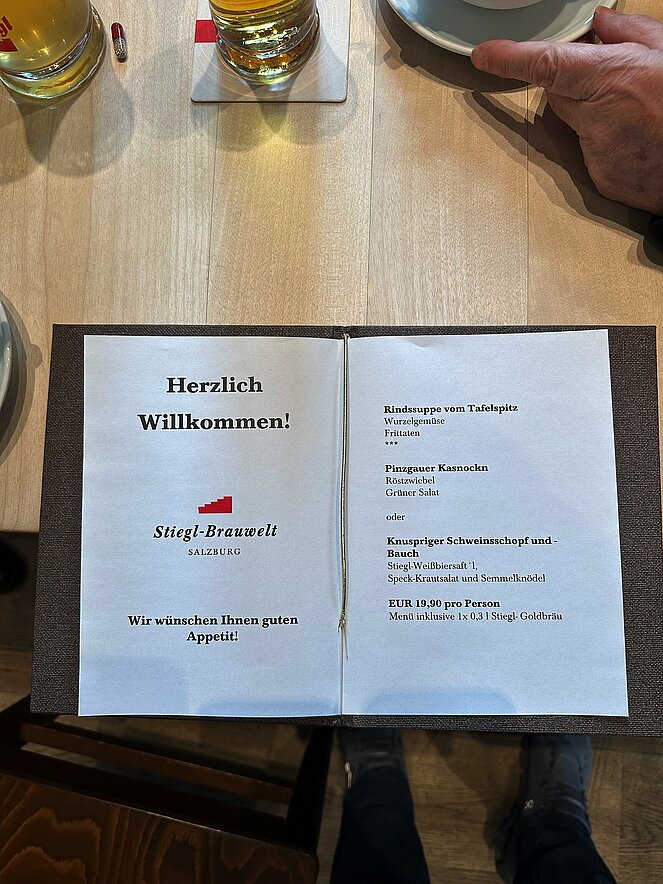 Herzlich
Willkommen!
Stiegl-Brauwelt
SALZBURG
Wir wünschen Ihnen guten
Appetit!
Rindssuppe vom Tafelspitz
Wurzelgemüse
Frittaten
***
Pinzgauer Kasnockn
Röstzwiebel
Grüner Salat
oder
Knuspriger Schweinsschopf und -
Bauch
Stiegl-Weißbiersaft´l,
Speck-Krautsalat und Semmelknödel
EUR 19,90 pro Person
Menü inklusive 1x 0,3 l Stiegl- Goldbräu